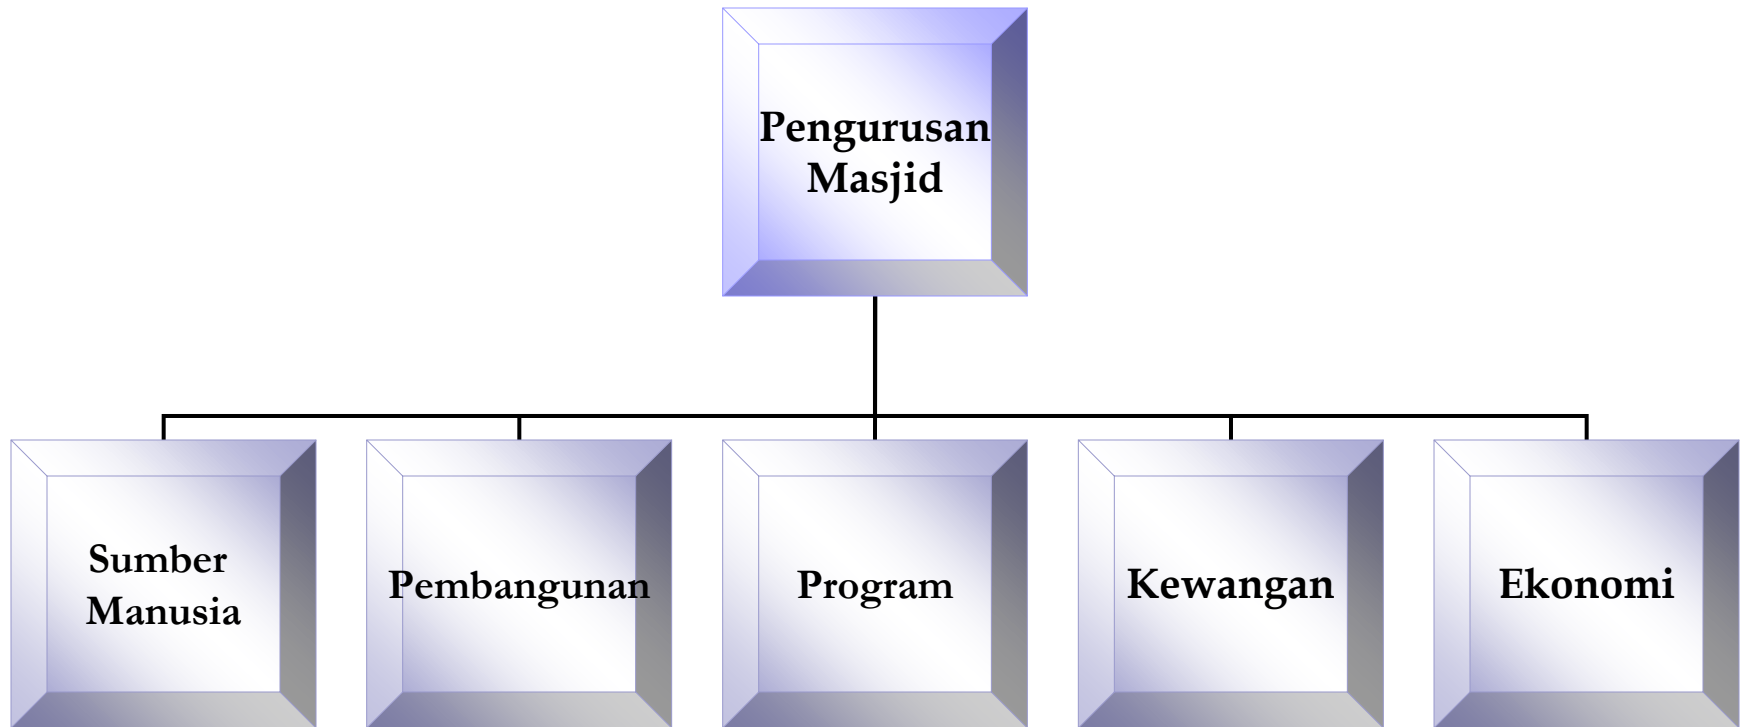 Pengurusan
Masjid
Sumber
Manusia
Pembangunan
Program
Kewangan
Ekonomi